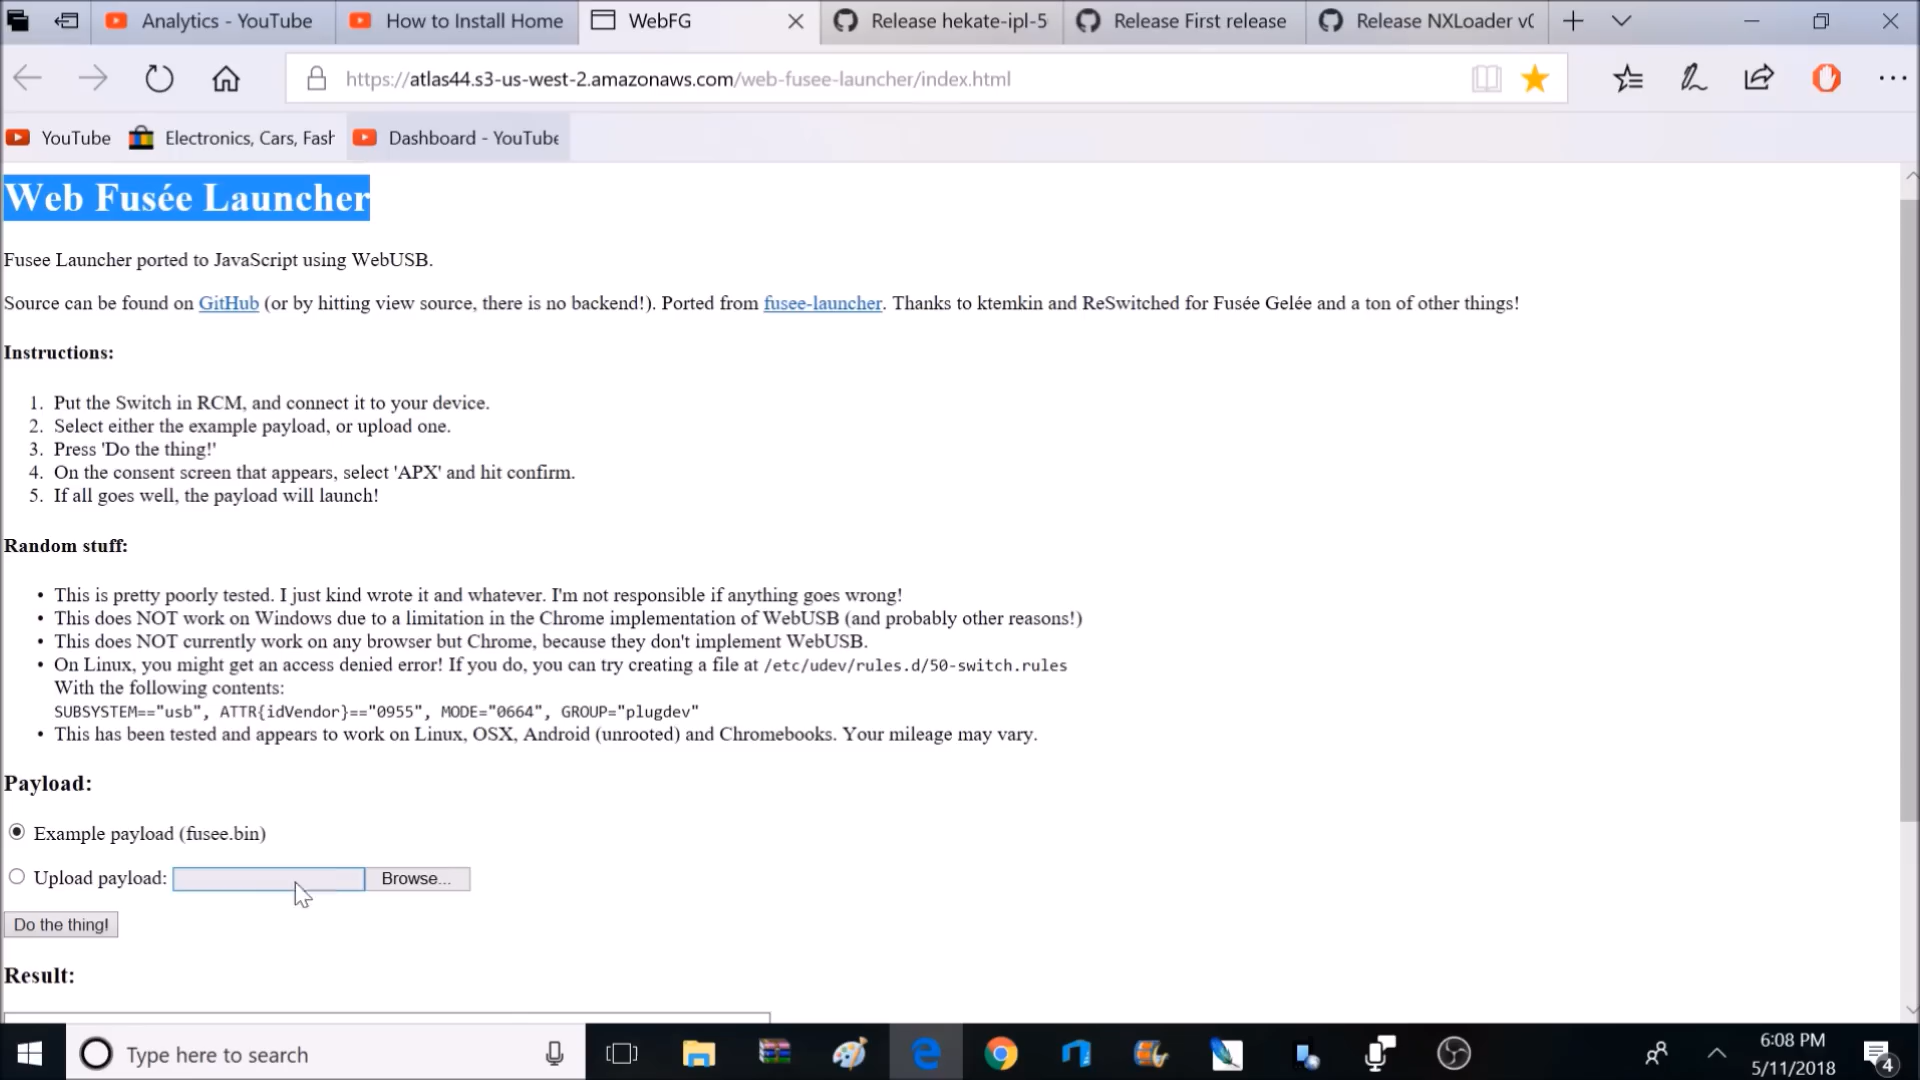 Analytics - YouTube
How to Install Home
WebFG
Release hekate-ipl-5
Release First release
Release NXLoader v0
https://atlas44.s3-us-west-2.amazonaws.com/web-fusee-launcher/index.html
YouTube
Electronics, Cars, Fash
Dashboard - YouTube
Web Fusée Launcher
Fusee Launcher ported to JavaScript using WebUSB.
Source can be found on GitHub (or by hitting view source, there is no backend!). Ported from fusee-launcher. Thanks to ktemkin and ReSwitched for Fusée Gelée and a ton of other things!
Instructions:
1. Put the Switch in RCM, and connect it to your device.
2. Select either the example payload, or upload one.
3. Press 'Do the thing!'
4. On the consent screen that appears, select 'APX' and hit confirm.
5. If all goes well, the payload will launch!
Random stuff:
• This is pretty poorly tested. I just kind wrote it and whatever. I'm not responsible if anything goes wrong!
• This does NOT work on Windows due to a limitation in the Chrome implementation of WebUSB (and probably other reasons!)
• This does NOT currently work on any browser but Chrome, because they don't implement WebUSB.
• On Linux, you might get an access denied error! If you do, you can try creating a file at /etc/udev/rules.d/50-switch.rules
With the following contents:
SUBSYSTEM=="usb", ATTR{idVendor}=="0955", MODE="0664", GROUP="plugdev"
• This has been tested and appears to work on Linux, OSX, Android (unrooted) and Chromebooks. Your mileage may vary.
Payload:
Example payload (fusee.bin)
Upload payload: Browse...
Do the thing!
Result:
Type here to search
6:08 PM
5/11/2018
4